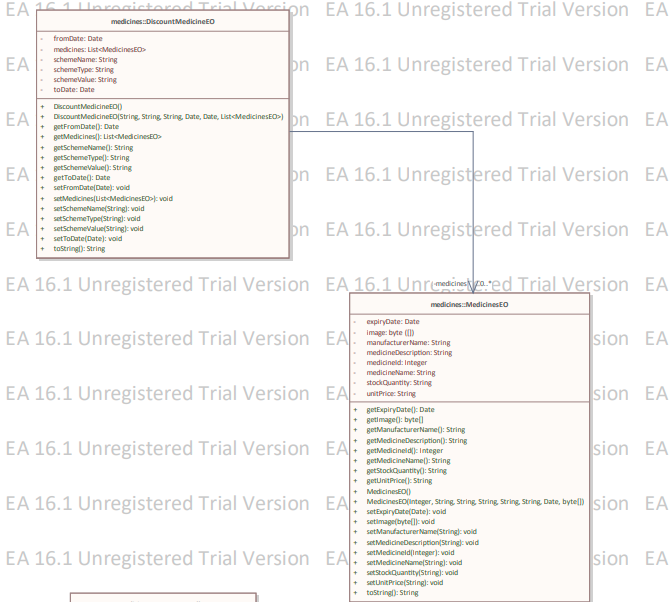 EA 16.1 Unregistered Trial Version
medicines::DiscountMedicineEO
- fromDate: Date
- medicines: List<MedicinesEO>
- schemeName: String
- schemeType: String
- schemeValue: String
- toDate: Date
+ DiscountMedicineEO()
+ DiscountMedicineEO(String, String, String, Date, Date, List<MedicinesEO>)
+ getFromDate(): Date
+ getMedicines(): List<MedicinesEO>
+ getSchemeName(): String
+ getSchemeType(): String
+ getSchemeValue(): String
+ getToDate(): Date
+ setFromDate(Date): void
+ setMedicines(List<MedicinesEO>): void
+ setSchemeName(String): void
+ setSchemeType(String): void
+ setSchemeValue(String): void
+ setToDate(Date): void
+ toString(): String
EA 16.1 Unregistered Trial Version EA 16.1 Unregistered Trial Version EA
-medicines 0..*
medicines::MedicinesEO
- expiryDate: Date
- image: byte ([])
- manufacturerName: String
- medicineDescription: String
- medicineId: Integer
- medicineName: String
- stockQuantity: String
- unitPrice: String
+ getExpiryDate(): Date
+ getImage(): byte[]
+ getManufacturerName(): String
+ getMedicineDescription(): String
+ getMedicineId(): Integer
+ getMedicineName(): String
+ getStockQuantity(): String
+ getUnitPrice(): String
+ MedicinesEO()
+ MedicinesEO(Integer, String, String, String, String, String, Date, byte[])
+ setExpiryDate(Date): void
+ setImage(byte[]): void
+ setManufacturerName(String): void
+ setMedicineDescription(String): void
+ setMedicineId(Integer): void
+ setMedicineName(String): void
+ setStockQuantity(String): void
+ setUnitPrice(String): void
+ toString(): String